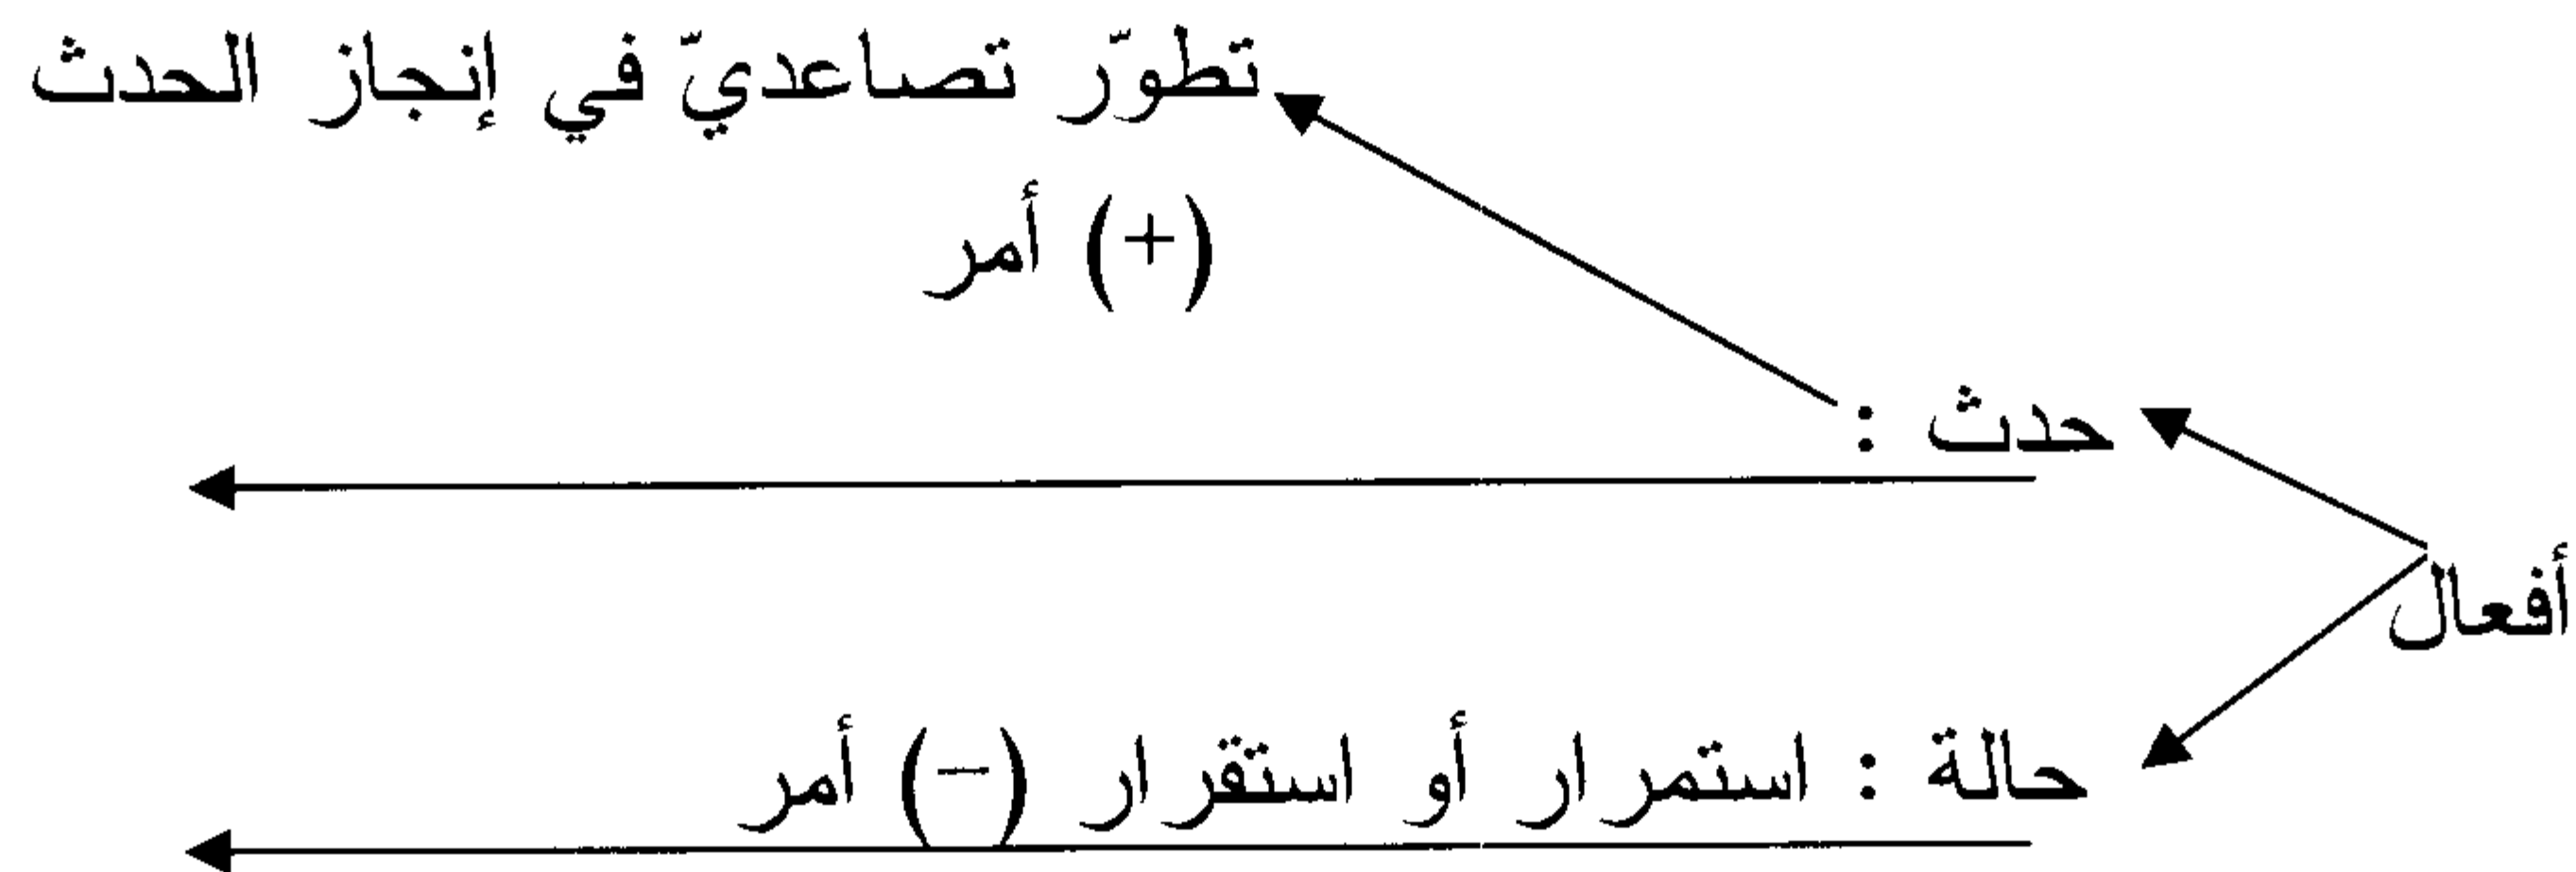 تطوّر تصاعديّ في إنجاز الحدث
(+) أمر
حدث :
أفعال
حالة : استمرار أو استقرار (–) أمر